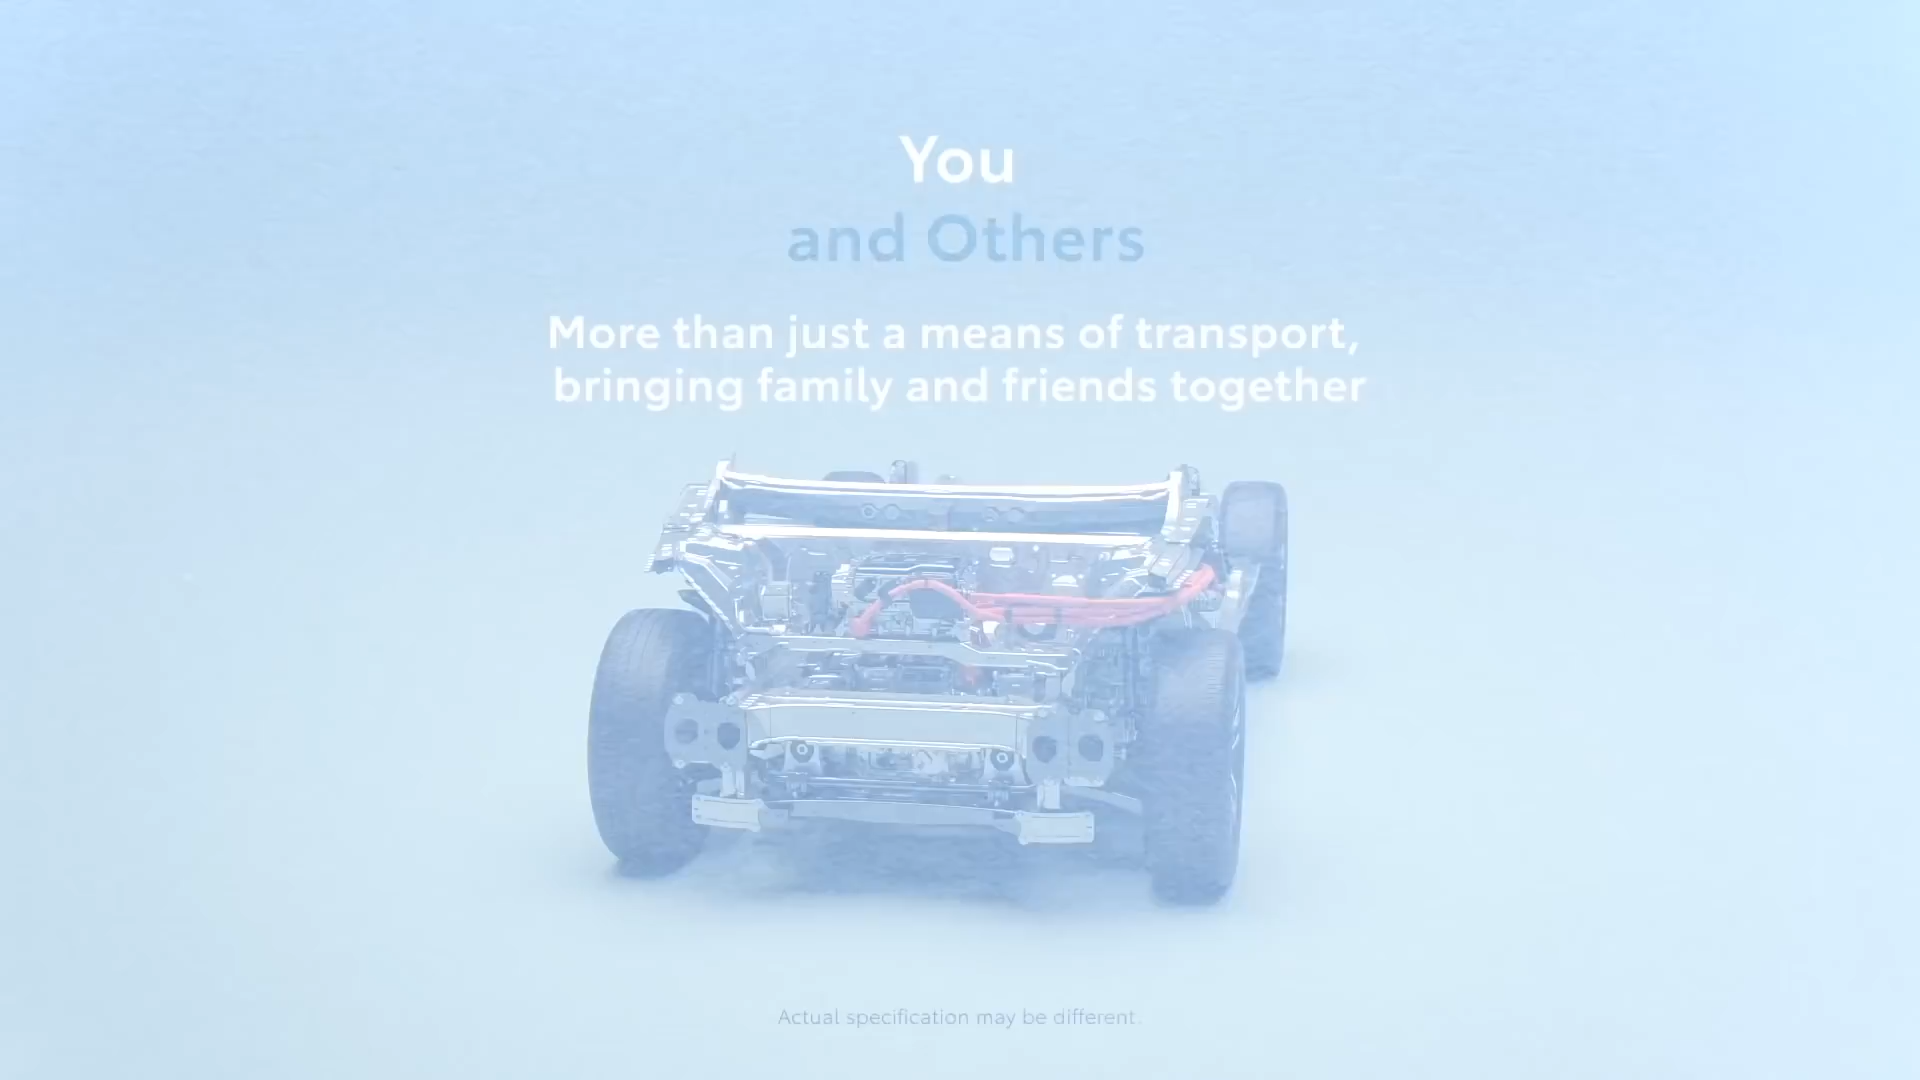 You
and Others
More than just a means of transport,
bringing family and friends together
Actual specification may be different.